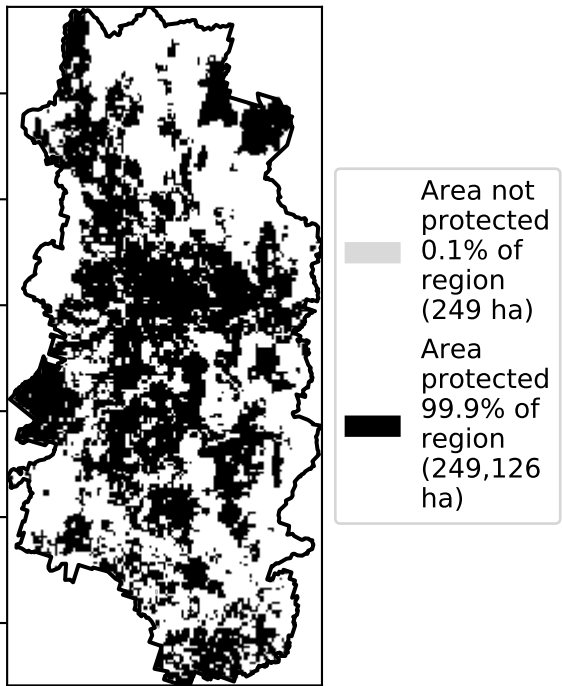 Area not
protected
0.1% of
region
(249 ha)
Area
protected
99.9% of
region
(249,126
ha)